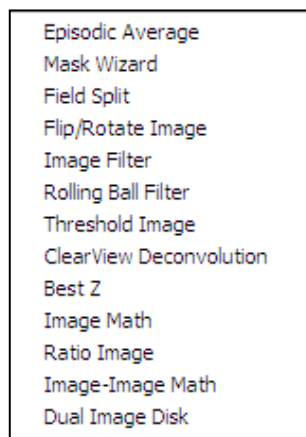 Episodic Average
Mask Wizard
Field Split
Flip/Rotate Image
Image Filter
Rolling Ball Filter
Threshold Image
ClearView Deconvolution
Best Z
Image Math
Ratio Image
Image-Image Math
Dual Image Disk